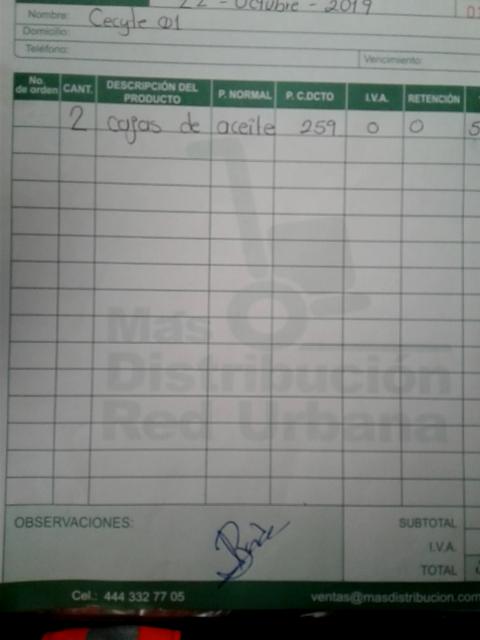 22 - Octubre - 2019
Nombre: Cecyte 01
Domicilio:
Teléfono:
Vencimiento:
No. de orden CANT. DESCRIPCIÓN DEL PRODUCTO P. NORMAL P. C.DCTO I.V.A. RETENCIÓN
2 cajas de aceite 259 0 0 5
Más
Distribución
Red Urbana
OBSERVACIONES:
SUBTOTAL
I.V.A.
TOTAL
Cel.: 444 332 77 05 ventas@masdistribucion.com